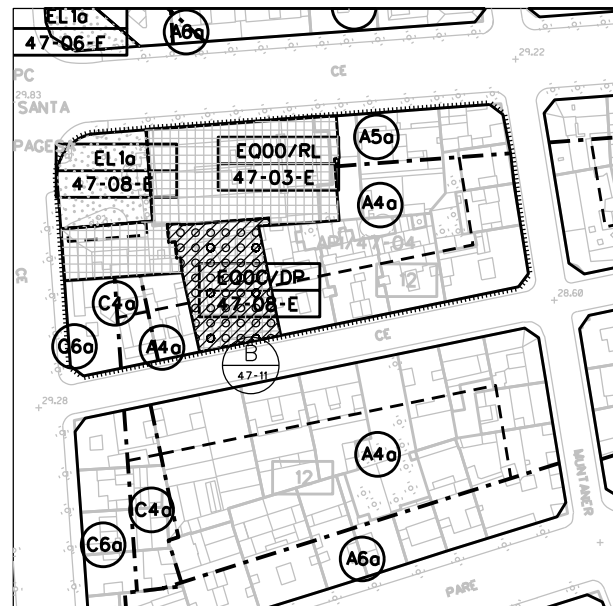 EL1a
47-06-E
A6a
CE
29.22
PC
29.83
SANTA
EL1a
47-08-E
EQ00/RL
47-03-E
A5a
A4a
API/47-04
12
CE
EQ00/DP
47-08-E
28.60
C4a
C6a
A4a
CE
B
47-11
29.28
12
A4a
MUNTANER
C4a
C6a
A6a
PARE